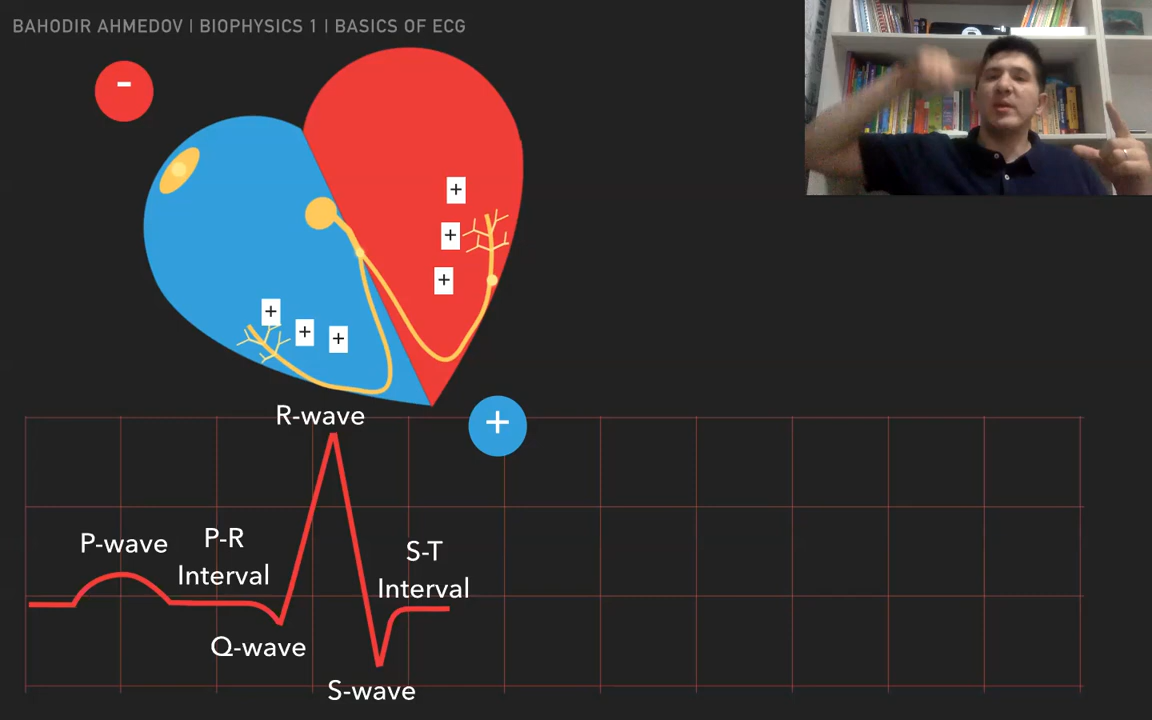 BAHODIR AHMEDOV | BIOPHYSICS 1 | BASICS OF ECG
-
+
+
+
+
+
+
R-wave
+
P-wave
P-R
Interval
S-T
Interval
Q-wave
S-wave